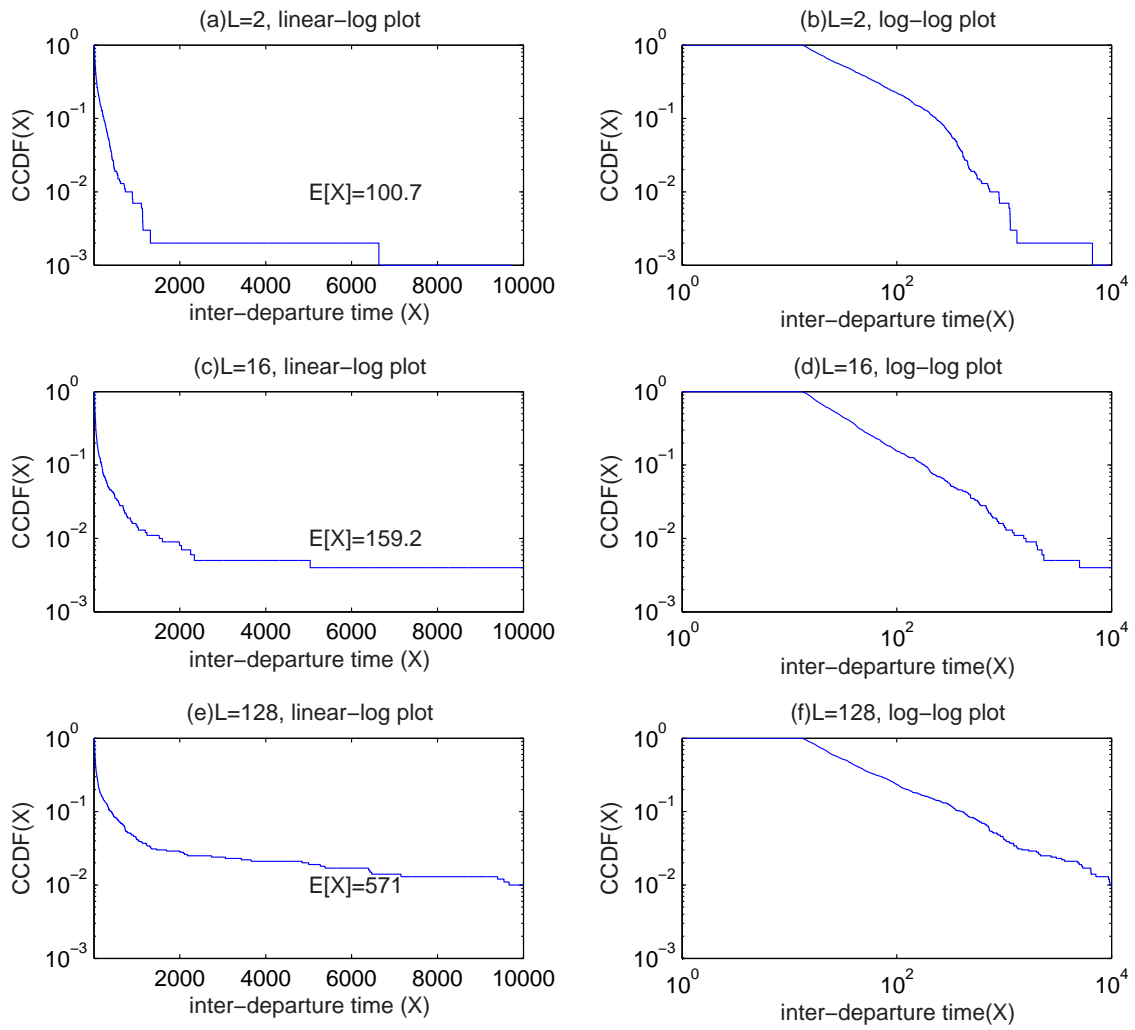 (a)L=2, linear−log plot
10^0
10^−1
10^−2
10^−3
CCDF(X)
E[X]=100.7
2000 4000 6000 8000 10000
inter−departure time (X)
(b)L=2, log−log plot
10^0
10^−1
10^−2
10^−3
CCDF(X)
10^0 10^2 10^4
inter−departure time(X)
(c)L=16, linear−log plot
10^0
10^−1
10^−2
10^−3
CCDF(X)
E[X]=159.2
2000 4000 6000 8000 10000
inter−departure time (X)
(d)L=16, log−log plot
10^0
10^−1
10^−2
10^−3
CCDF(X)
10^0 10^2 10^4
inter−departure time(X)
(e)L=128, linear−log plot
10^0
10^−1
10^−2
10^−3
CCDF(X)
E[X]=571
2000 4000 6000 8000 10000
inter−departure time (X)
(f)L=128, log−log plot
10^0
10^−1
10^−2
10^−3
CCDF(X)
10^0 10^2 10^4
inter−departure time(X)